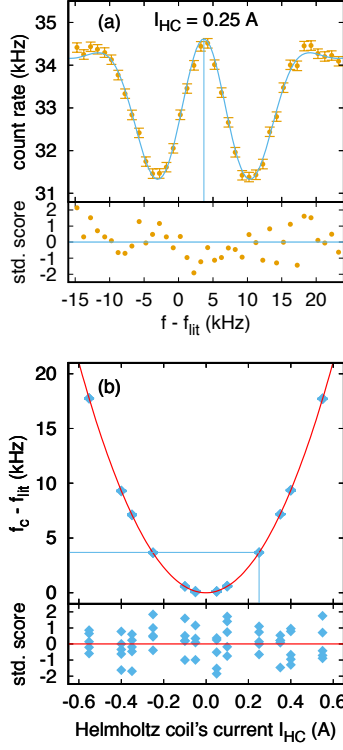 (a) I_HC = 0.25 A
35
34
33
32
31
count rate (kHz)
2
1
0
-1
-2
std. score
-15 -10 -5 0 5 10 15 20
f - f_lit (kHz)
(b)
20
15
10
5
0
f_c - f_lit (kHz)
2
1
0
-1
-2
std. score
-0.6 -0.4 -0.2 0.0 0.2 0.4 0.6
Helmholtz coil's current I_HC (A)